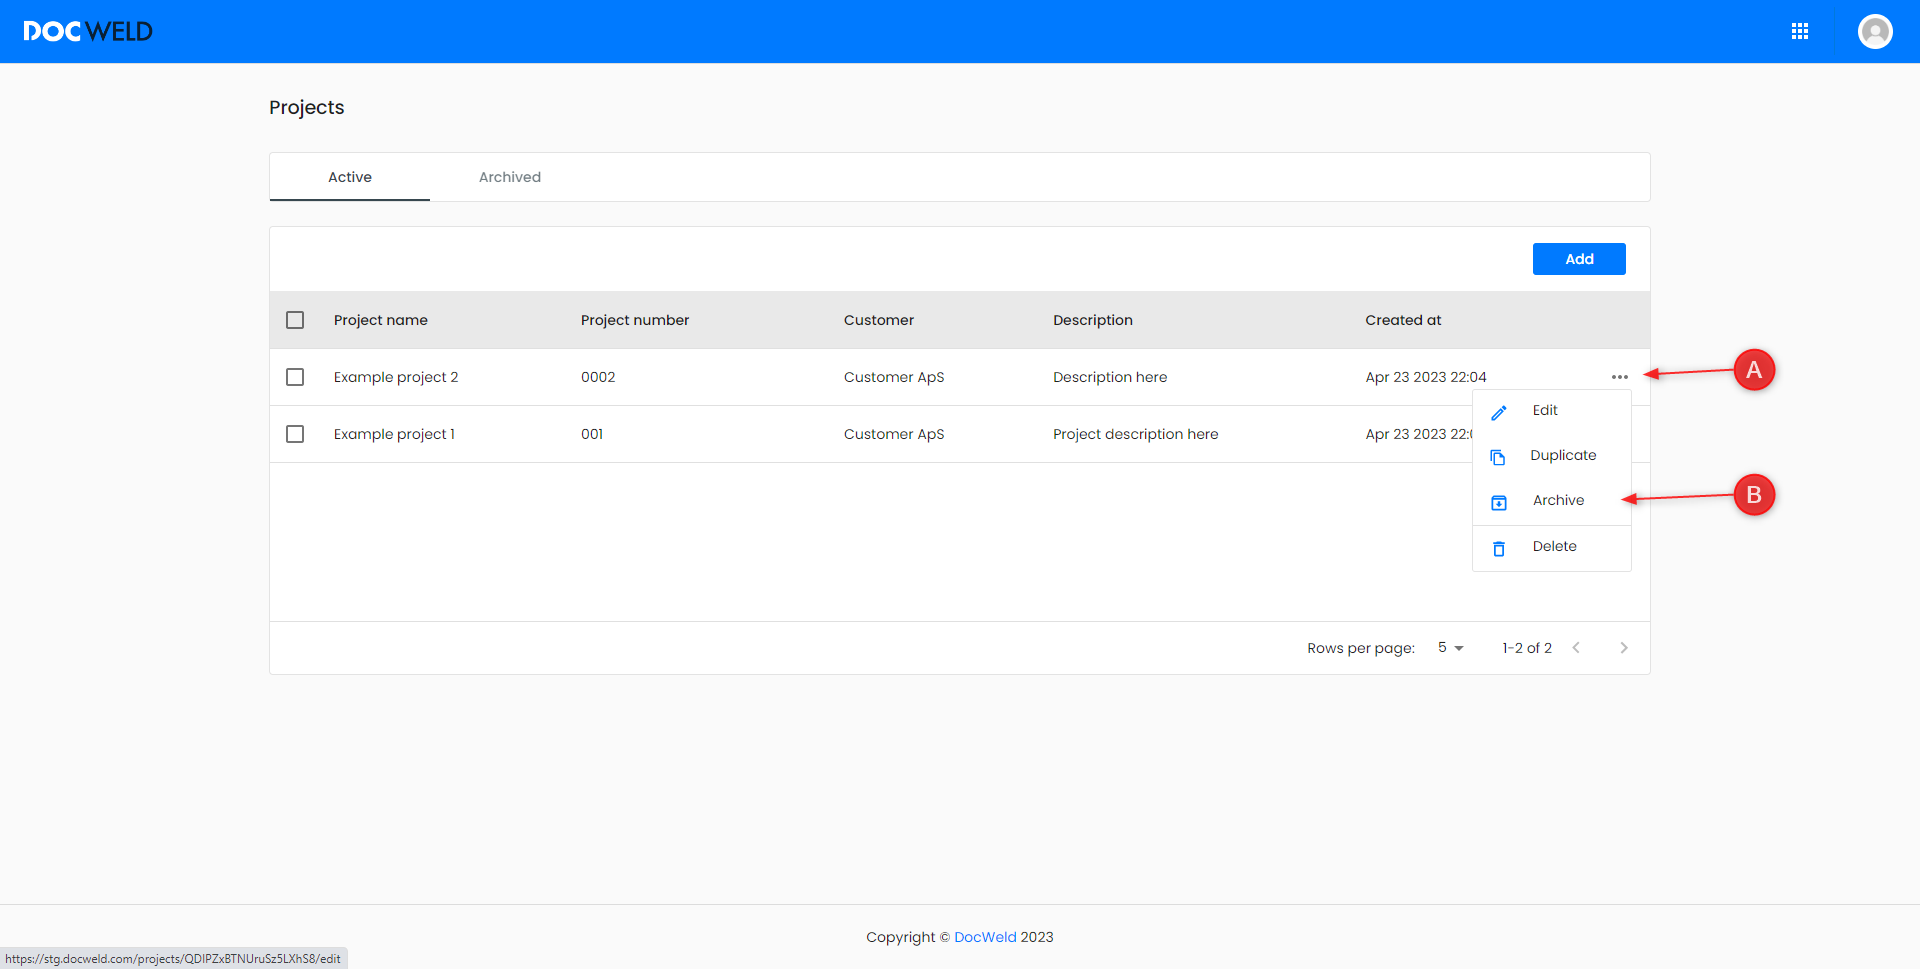 DOCWELD
Projects
Active Archived
Add
Project name Project number Customer Description Created at
Example project 2 0002 Customer ApS Description here Apr 23 2023 22:04
A
Edit
Example project 1 001 Customer ApS Project description here Apr 23 2023 22:0
Duplicate
Archive
B
Delete
Rows per page: 5 1-2 of 2
Copyright © DocWeld 2023
https://stg.docweld.com/projects/QDIPZxBTNUruSz5LXhS8/edit